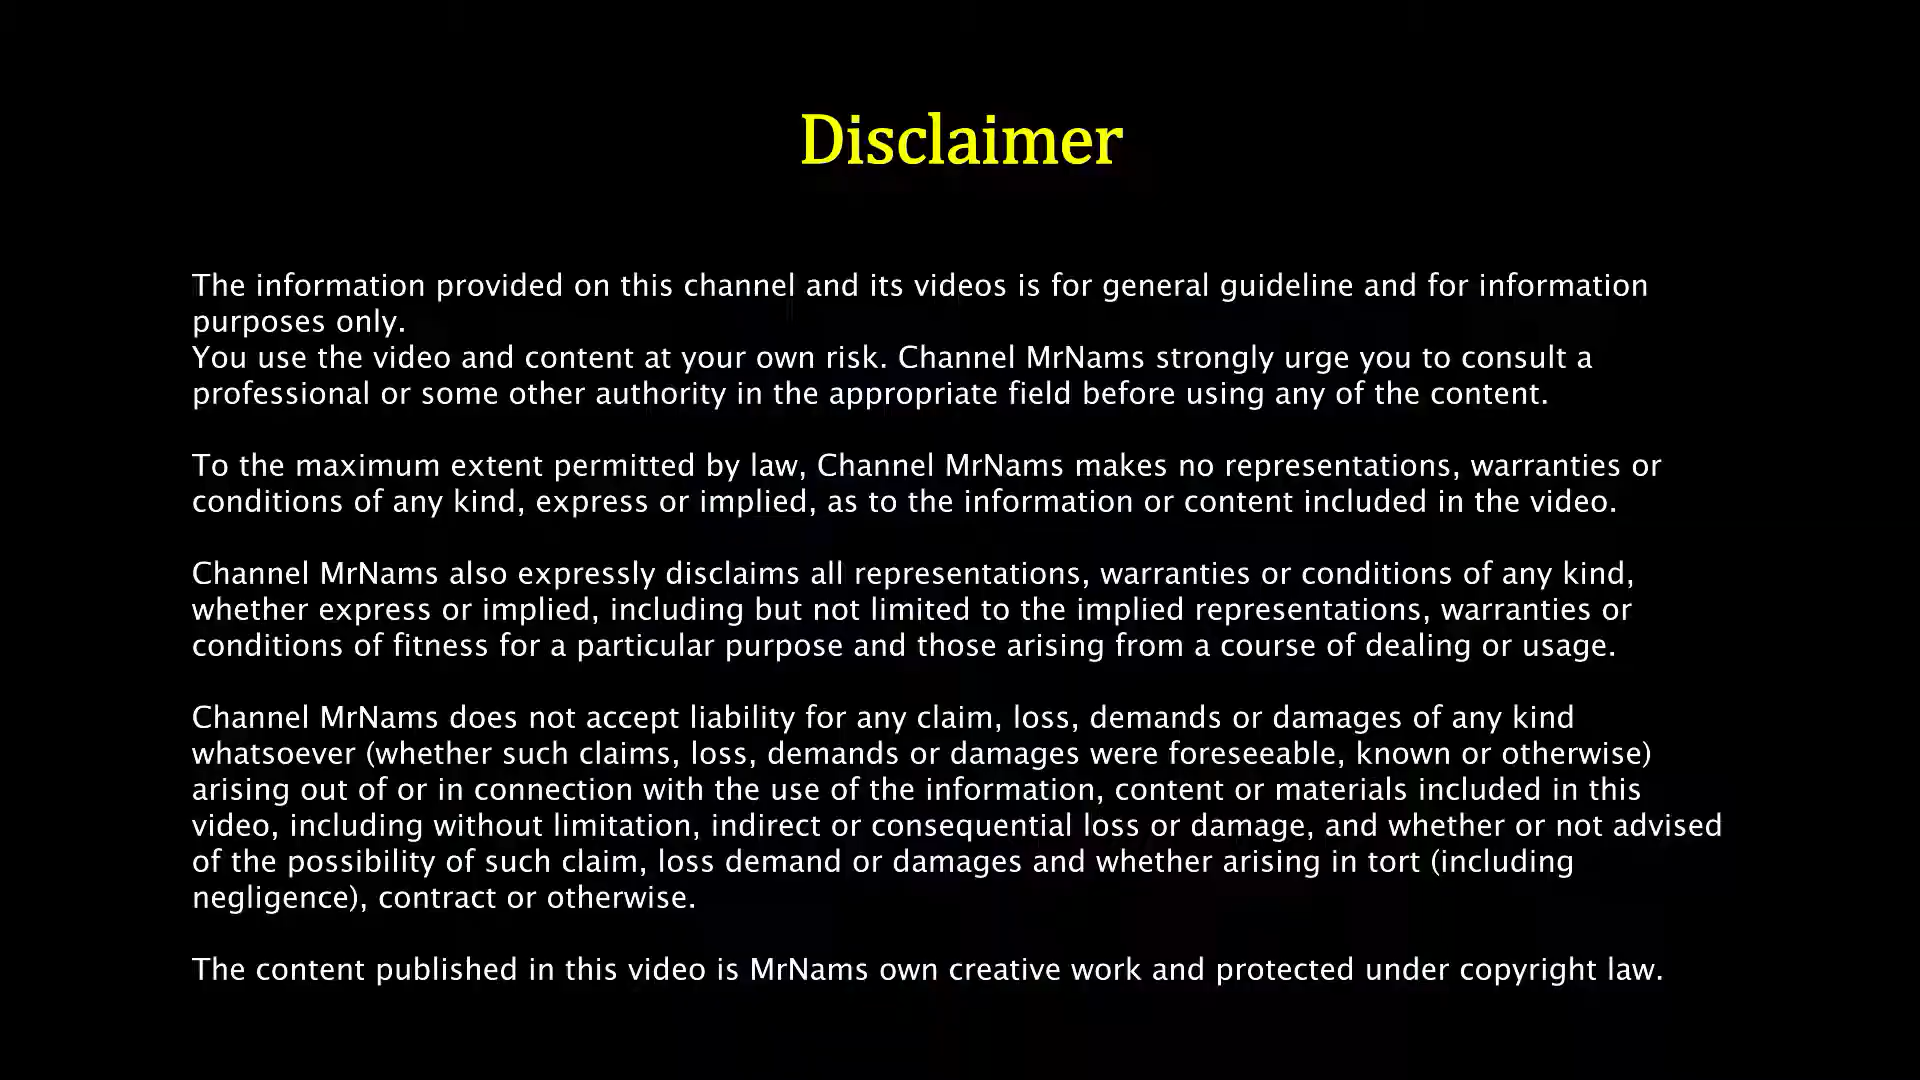 Disclaimer
The information provided on this channel and its videos is for general guideline and for information
purposes only.
You use the video and content at your own risk. Channel MrNams strongly urge you to consult a
professional or some other authority in the appropriate field before using any of the content.
To the maximum extent permitted by law, Channel MrNams makes no representations, warranties or
conditions of any kind, express or implied, as to the information or content included in the video.
Channel MrNams also expressly disclaims all representations, warranties or conditions of any kind,
whether express or implied, including but not limited to the implied representations, warranties or
conditions of fitness for a particular purpose and those arising from a course of dealing or usage.
Channel MrNams does not accept liability for any claim, loss, demands or damages of any kind
whatsoever (whether such claims, loss, demands or damages were foreseeable, known or otherwise)
arising out of or in connection with the use of the information, content or materials included in this
video, including without limitation, indirect or consequential loss or damage, and whether or not advised
of the possibility of such claim, loss demand or damages and whether arising in tort (including
negligence), contract or otherwise.
The content published in this video is MrNams own creative work and protected under copyright law.